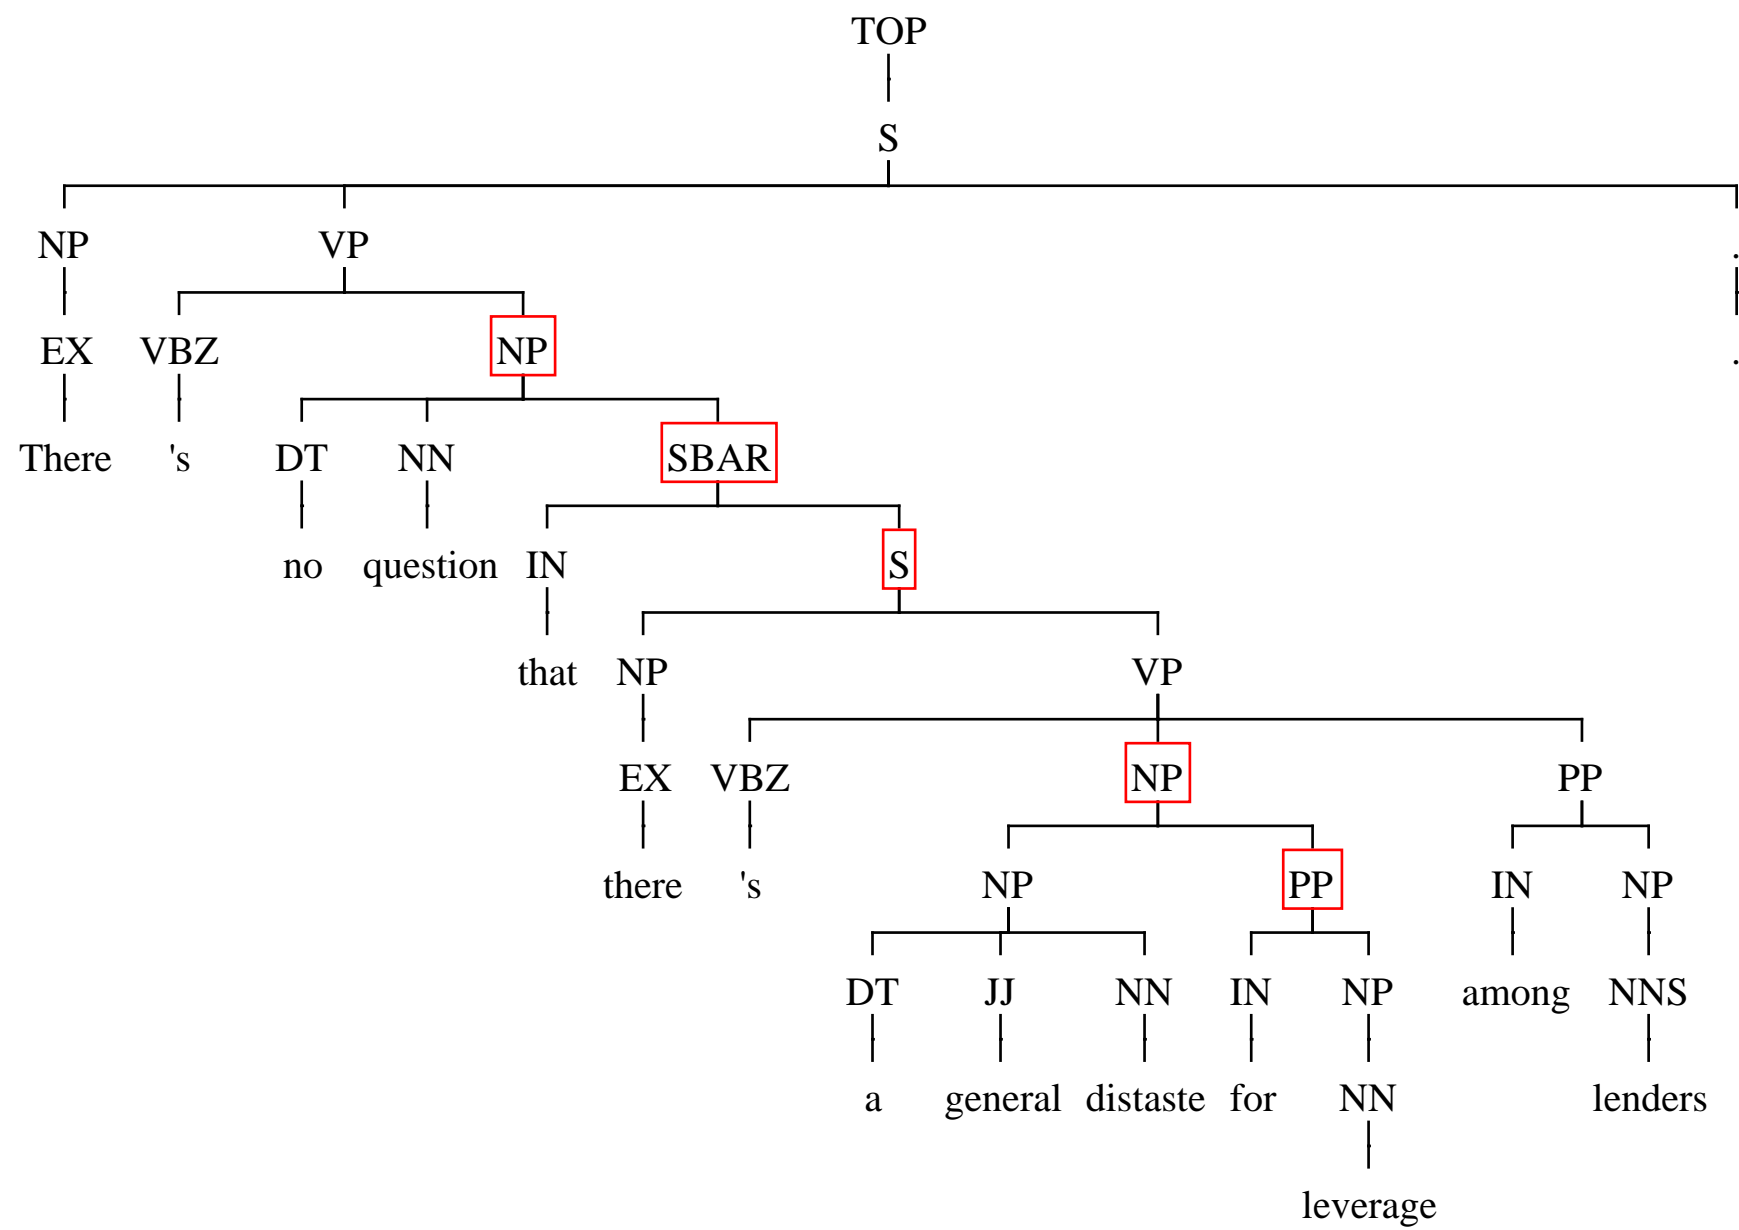 TOP
S
NP VP .
EX VBZ NP .
There 's DT NN SBAR
no question IN S
that NP VP
EX VBZ NP PP
there 's NP PP IN NP
DT JJ NN IN NP among NNS
a general distaste for NN lenders
leverage